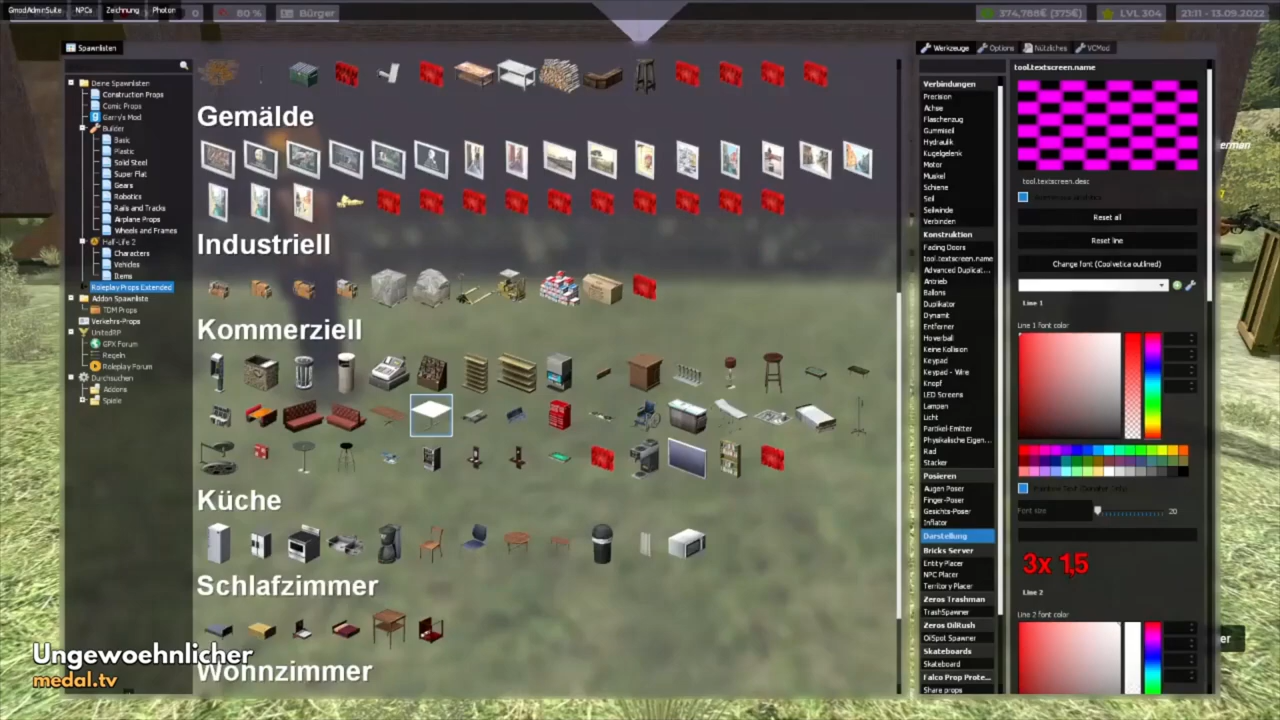 GmodAdminSuite NPCs Zeichnung Photon
0 80 % Bürger 374,788€ (375€) LVL 304 21:11 - 13.09.2022
Spawnlisten
Deine Spawnlisten
Construction Props
Comic Props
Garry's Mod
Builder
Basic
Plastic
Solid Steel
Super Flat
Gears
Robotics
Rails and Tracks
Airplane Props
Wheels and Frames
Half-Life 2
Characters
Vehicles
Items
Roleplay Props Extended
Addon Spawnliste
TDM Props
Verkehrs-Props
UnitedRP
GPX Forum
Regeln
Roleplay Forum
Durchsuchen
Addons
Spiele
Gemälde
Industriell
Kommerziell
Küche
Schlafzimmer
Wohnzimmer
Werkzeuge Options Nützliches VCMod
Verbindungen
Precision
Achse
Flaschenzug
Gummiseil
Hydraulik
Kugelgelenk
Motor
Muskel
Schiene
Seil
Seilwinde
Verbinden
Konstruktion
Fading Doors
tool.textscreen.name
Advanced Duplicat...
Antrieb
Ballons
Duplikator
Dynamit
Entferner
Hoverball
Keine Kollision
Keypad
Keypad - Wire
Knopf
LED Screens
Lampen
Licht
Partikel-Emitter
Physikalische Eigen...
Rad
Stacker
Posieren
Augen Poser
Finger-Poser
Gesichts-Poser
Inflator
Darstellung
Bricks Server
Entity Placer
NPC Placer
Territory Placer
Zeros Trashman
TrashSpawner
Zeros OilRush
OilSpot Spawner
Skateboards
Skateboard
Falco Prop Prote...
Share props
tool.textscreen.name
tool.textscreen.desc
Reset all
Reset line
Change font (Coolvetica outlined)
Line 1
Line 1 font color
Font size 20
3x 1,5
Line 2
Line 2 font color
erman
er
Ungewoehnlicher
medal.tv